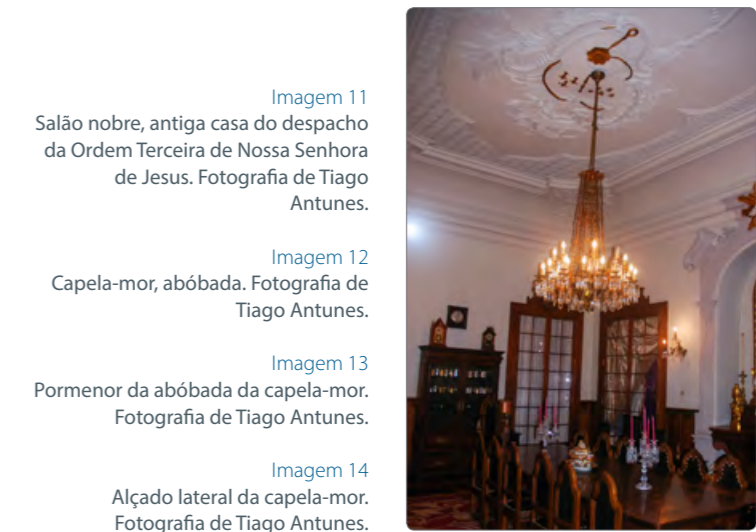 Imagem 11
Salão nobre, antiga casa do despacho
da Ordem Terceira de Nossa Senhora
de Jesus. Fotografia de Tiago
Antunes.
Imagem 12
Capela-mor, abóbada. Fotografia de
Tiago Antunes.
Imagem 13
Pormenor da abóbada da capela-mor.
Fotografia de Tiago Antunes.
Imagem 14
Alçado lateral da capela-mor.
Fotografia de Tiago Antunes.